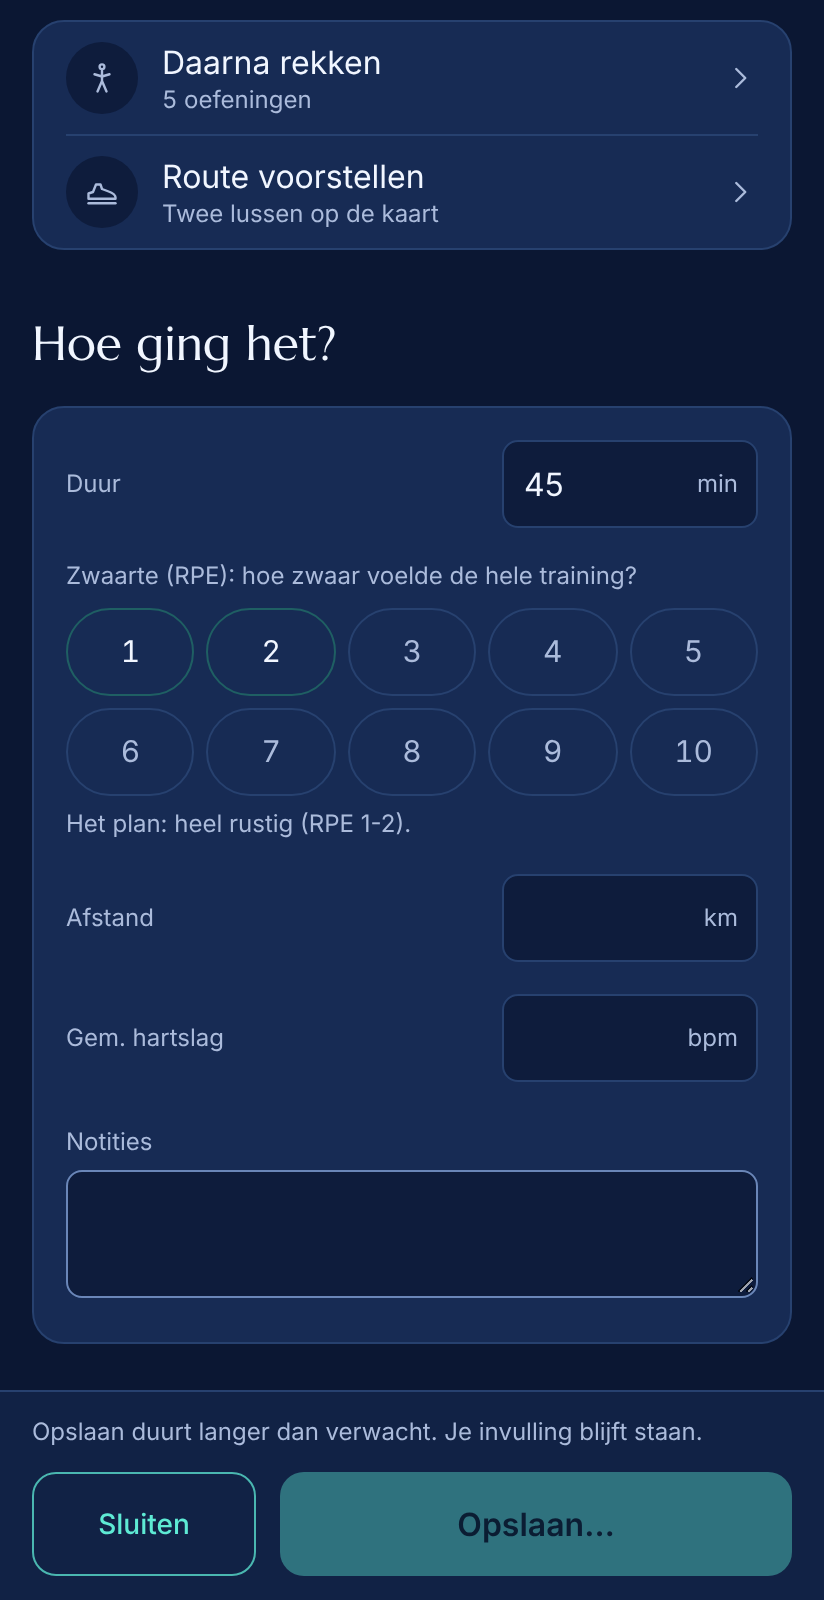 Daarna rekken
5 oefeningen
Route voorstellen
Twee lussen op de kaart
Hoe ging het?
Duur
45 min
Zwaarte (RPE): hoe zwaar voelde de hele training?
1 2 3 4 5
6 7 8 9 10
Het plan: heel rustig (RPE 1-2).
Afstand
km
Gem. hartslag
bpm
Notities
Opslaan duurt langer dan verwacht. Je invulling blijft staan.
Sluiten
Opslaan...